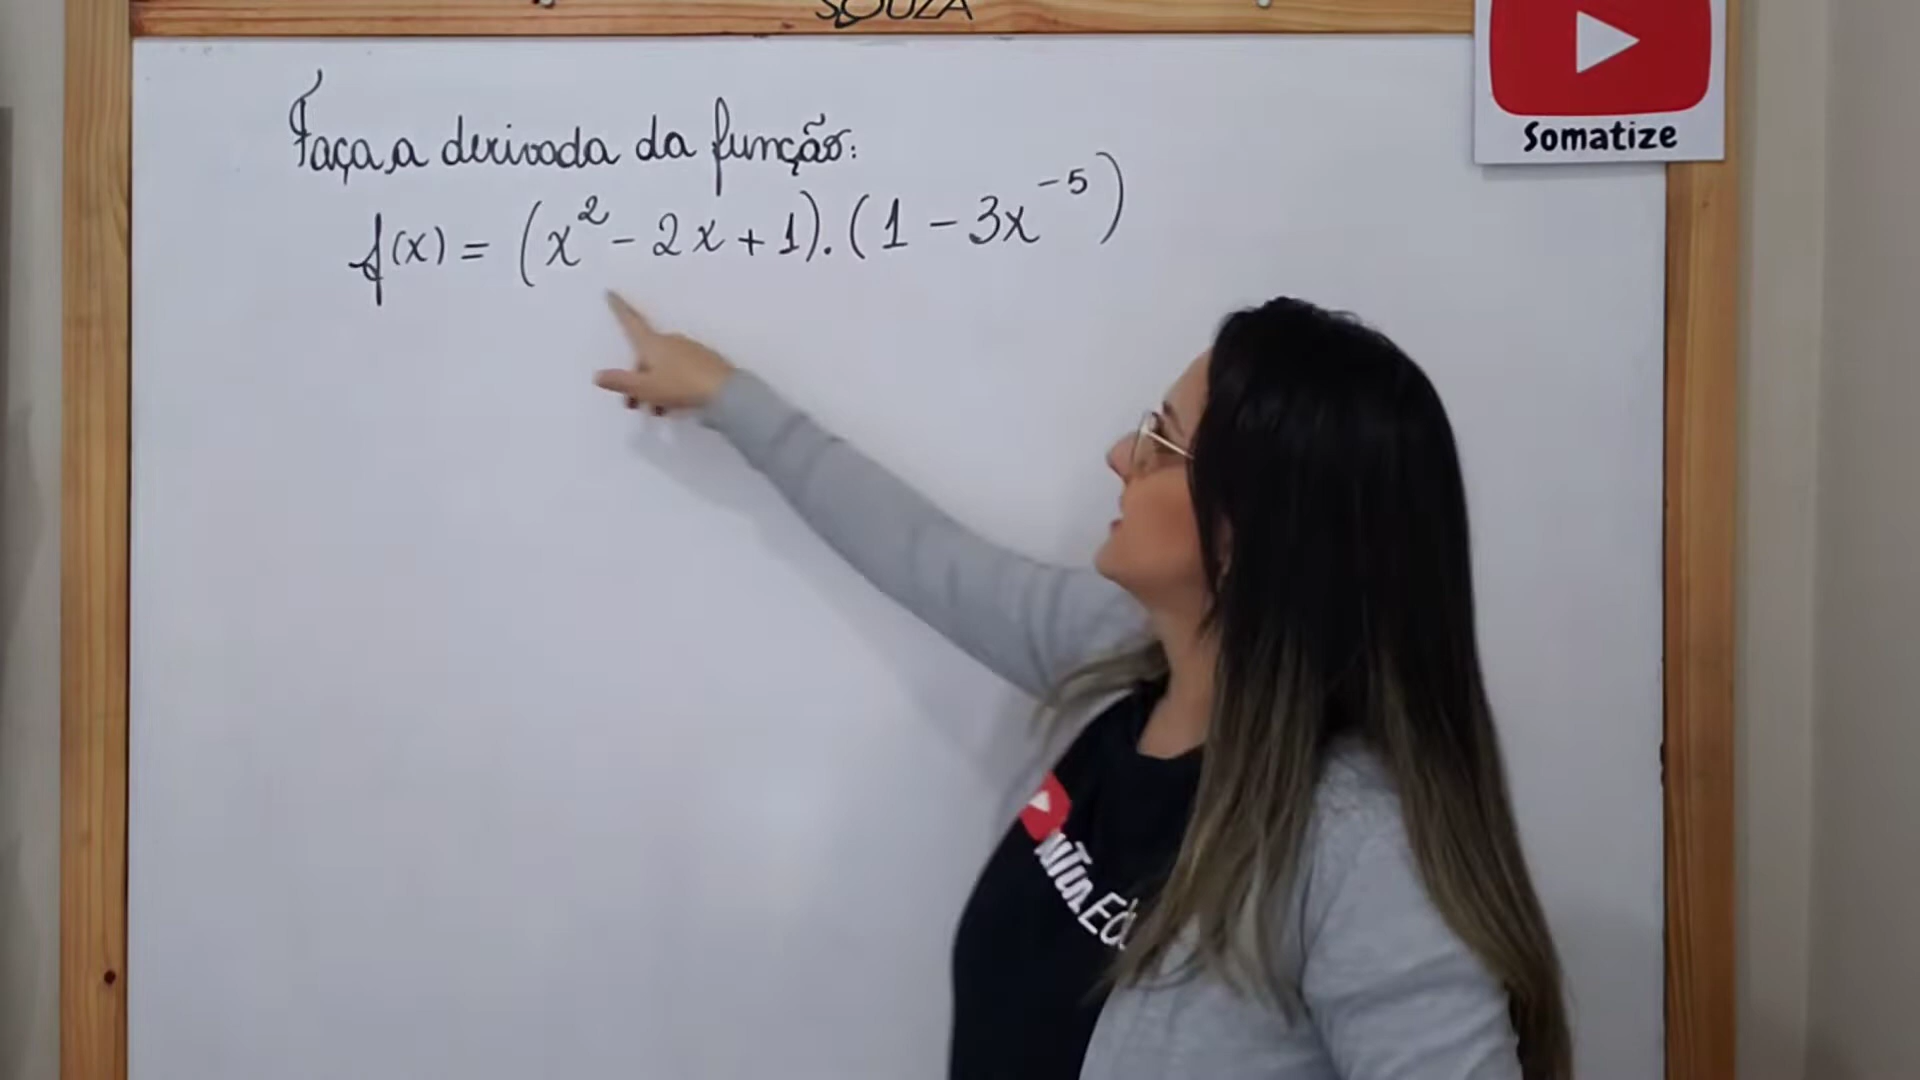 SOUZA
Somatize
Faça a derivada da função:
f(x) = (x² - 2x + 1).(1 - 3x⁻⁵)